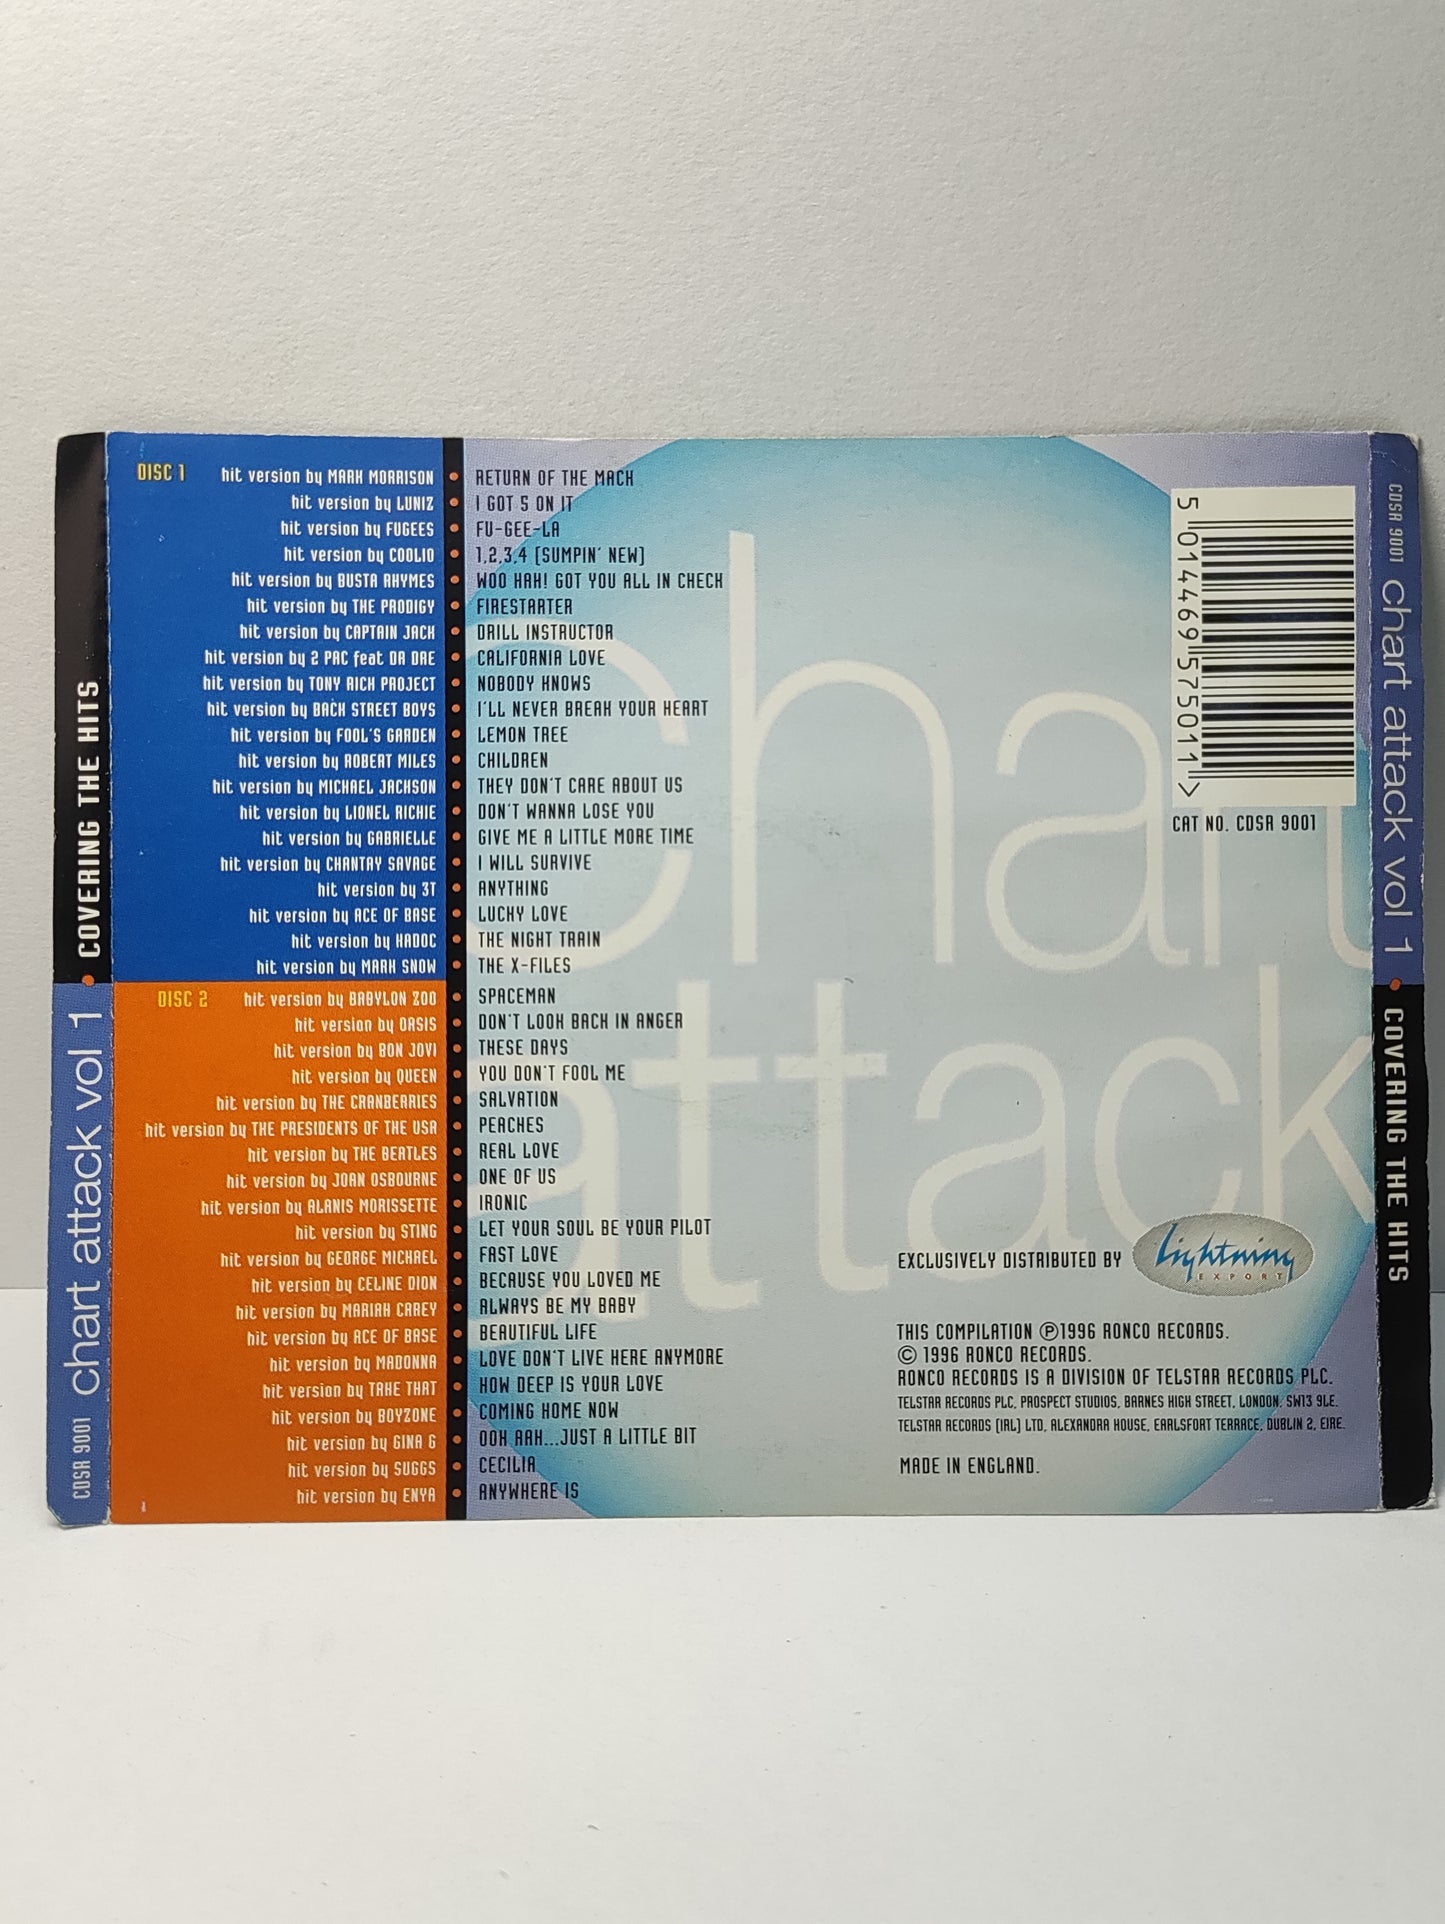 COVERING THE HITS
chart attack vol 1
CDSR 9001
DISC 1 hit version by MARK MORRISON • RETURN OF THE MACK
hit version by LUNIZ • I GOT 5 ON IT
hit version by FUGEES • FU-GEE-LA
hit version by COOLIO • 1,2,3,4 [SUMPIN' NEW]
hit version by BUSTA RHYMES • WOO HAH! GOT YOU ALL IN CHECK
hit version by THE PRODIGY • FIRESTARTER
hit version by CAPTAIN JACK • DRILL INSTRUCTOR
hit version by 2 PAC feat DR DRE • CALIFORNIA LOVE
hit version by TONY RICH PROJECT • NOBODY KNOWS
hit version by BACK STREET BOYS • I'LL NEVER BREAK YOUR HEART
hit version by FOOL'S GARDEN • LEMON TREE
hit version by ROBERT MILES • CHILDREN
hit version by MICHAEL JACKSON • THEY DON'T CARE ABOUT US
hit version by LIONEL RICHIE • DON'T WANNA LOSE YOU
hit version by GABRIELLE • GIVE ME A LITTLE MORE TIME
hit version by CHANTAY SAVAGE • I WILL SURVIVE
hit version by 3T • ANYTHING
hit version by ACE OF BASE • LUCKY LOVE
hit version by KADOC • THE NIGHT TRAIN
hit version by MARK SNOW • THE X-FILES
DISC 2 hit version by BABYLON ZOO • SPACEMAN
hit version by OASIS • DON'T LOOK BACK IN ANGER
hit version by BON JOVI • THESE DAYS
hit version by QUEEN • YOU DON'T FOOL ME
hit version by THE CRANBERRIES • SALVATION
hit version by THE PRESIDENTS OF THE USA • PEACHES
hit version by THE BEATLES • REAL LOVE
hit version by JOAN OSBOURNE • ONE OF US
hit version by ALANIS MORISSETTE • IRONIC
hit version by STING • LET YOUR SOUL BE YOUR PILOT
hit version by GEORGE MICHAEL • FAST LOVE
hit version by CELINE DION • BECAUSE YOU LOVED ME
hit version by MARIAH CAREY • ALWAYS BE MY BABY
hit version by ACE OF BASE • BEAUTIFUL LIFE
hit version by MADONNA • LOVE DON'T LIVE HERE ANYMORE
hit version by TAKE THAT • HOW DEEP IS YOUR LOVE
hit version by BOYZONE • COMING HOME NOW
hit version by GINA G • OOH AAH...JUST A LITTLE BIT
hit version by SUGGS • CECILIA
hit version by ENYA • ANYWHERE IS
chart
attack
5 014469 575011 >
CAT NO. CDSR 9001
EXCLUSIVELY DISTRIBUTED BY Lightning EXPORT
THIS COMPILATION ℗1996 RONCO RECORDS.
© 1996 RONCO RECORDS.
RONCO RECORDS IS A DIVISION OF TELSTAR RECORDS PLC.
TELSTAR RECORDS PLC, PROSPECT STUDIOS, BARNES HIGH STREET, LONDON, SW13 9LE.
TELSTAR RECORDS (IRL) LTD, ALEXANDRA HOUSE, EARLSFORT TERRACE, DUBLIN 2, EIRE.
MADE IN ENGLAND.
CDSR 9001
chart attack vol 1
• COVERING THE HITS